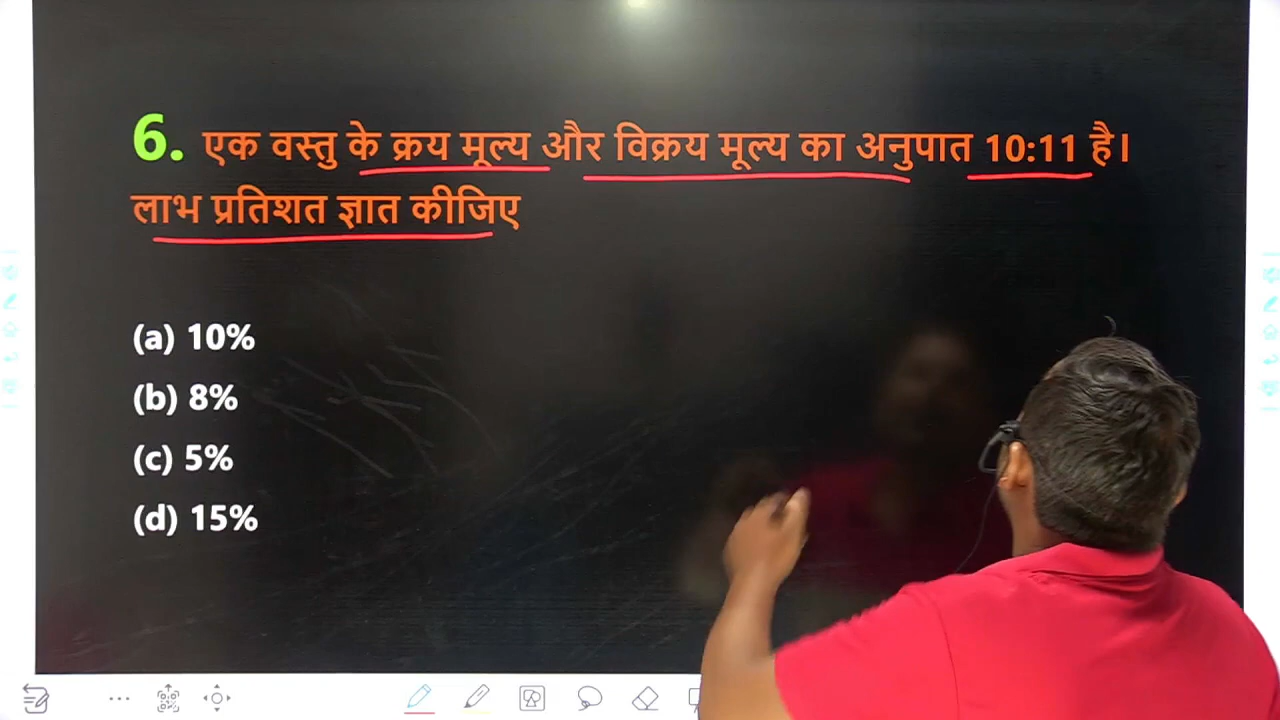 6. एक वस्तु के क्रय मूल्य और विक्रय मूल्य का अनुपात 10:11 है।
लाभ प्रतिशत ज्ञात कीजिए
(a) 10%
(b) 8%
(c) 5%
(d) 15%